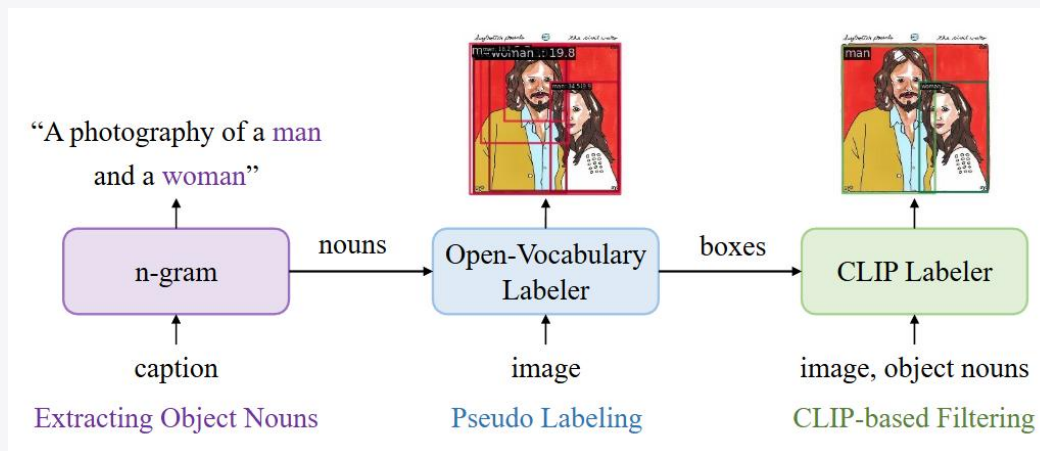 “A photography of a man
and a woman”
n-gram
caption
Extracting Object Nouns
nouns
woman .: 19.8
Open-Vocabulary
Labeler
image
Pseudo Labeling
boxes
man
woman
CLIP Labeler
image, object nouns
CLIP-based Filtering